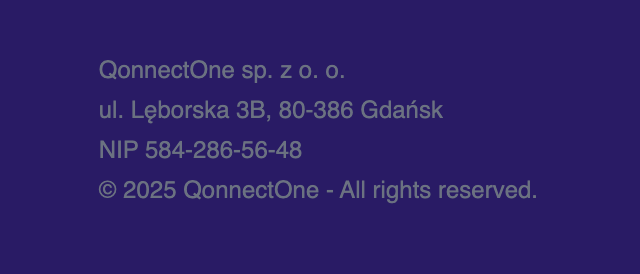 QonnectOne sp. z o. o.
ul. Lęborska 3B, 80-386 Gdańsk
NIP 584-286-56-48
© 2025 QonnectOne - All rights reserved.